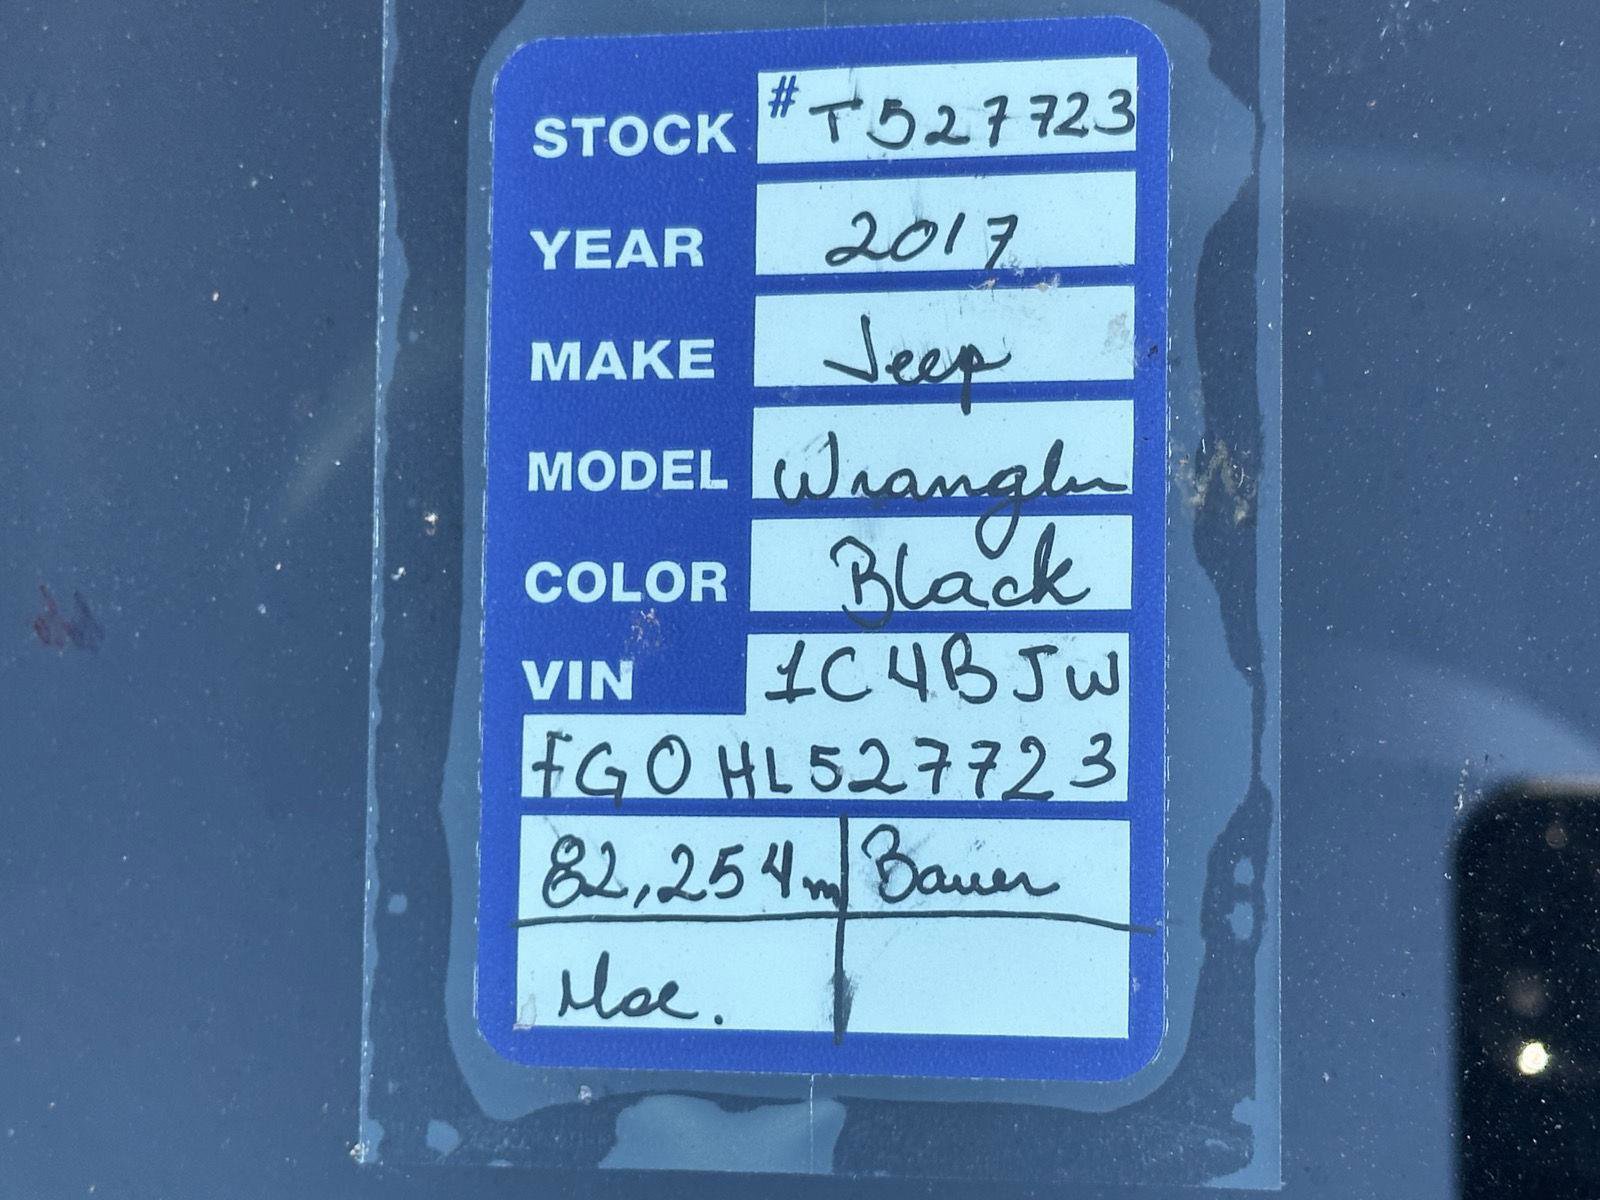 STOCK # T527723
YEAR 2017
MAKE Jeep
MODEL Wrangler
COLOR Black
VIN 1C4BJW
FG0HL527723
82,254m Bauer
Moe.